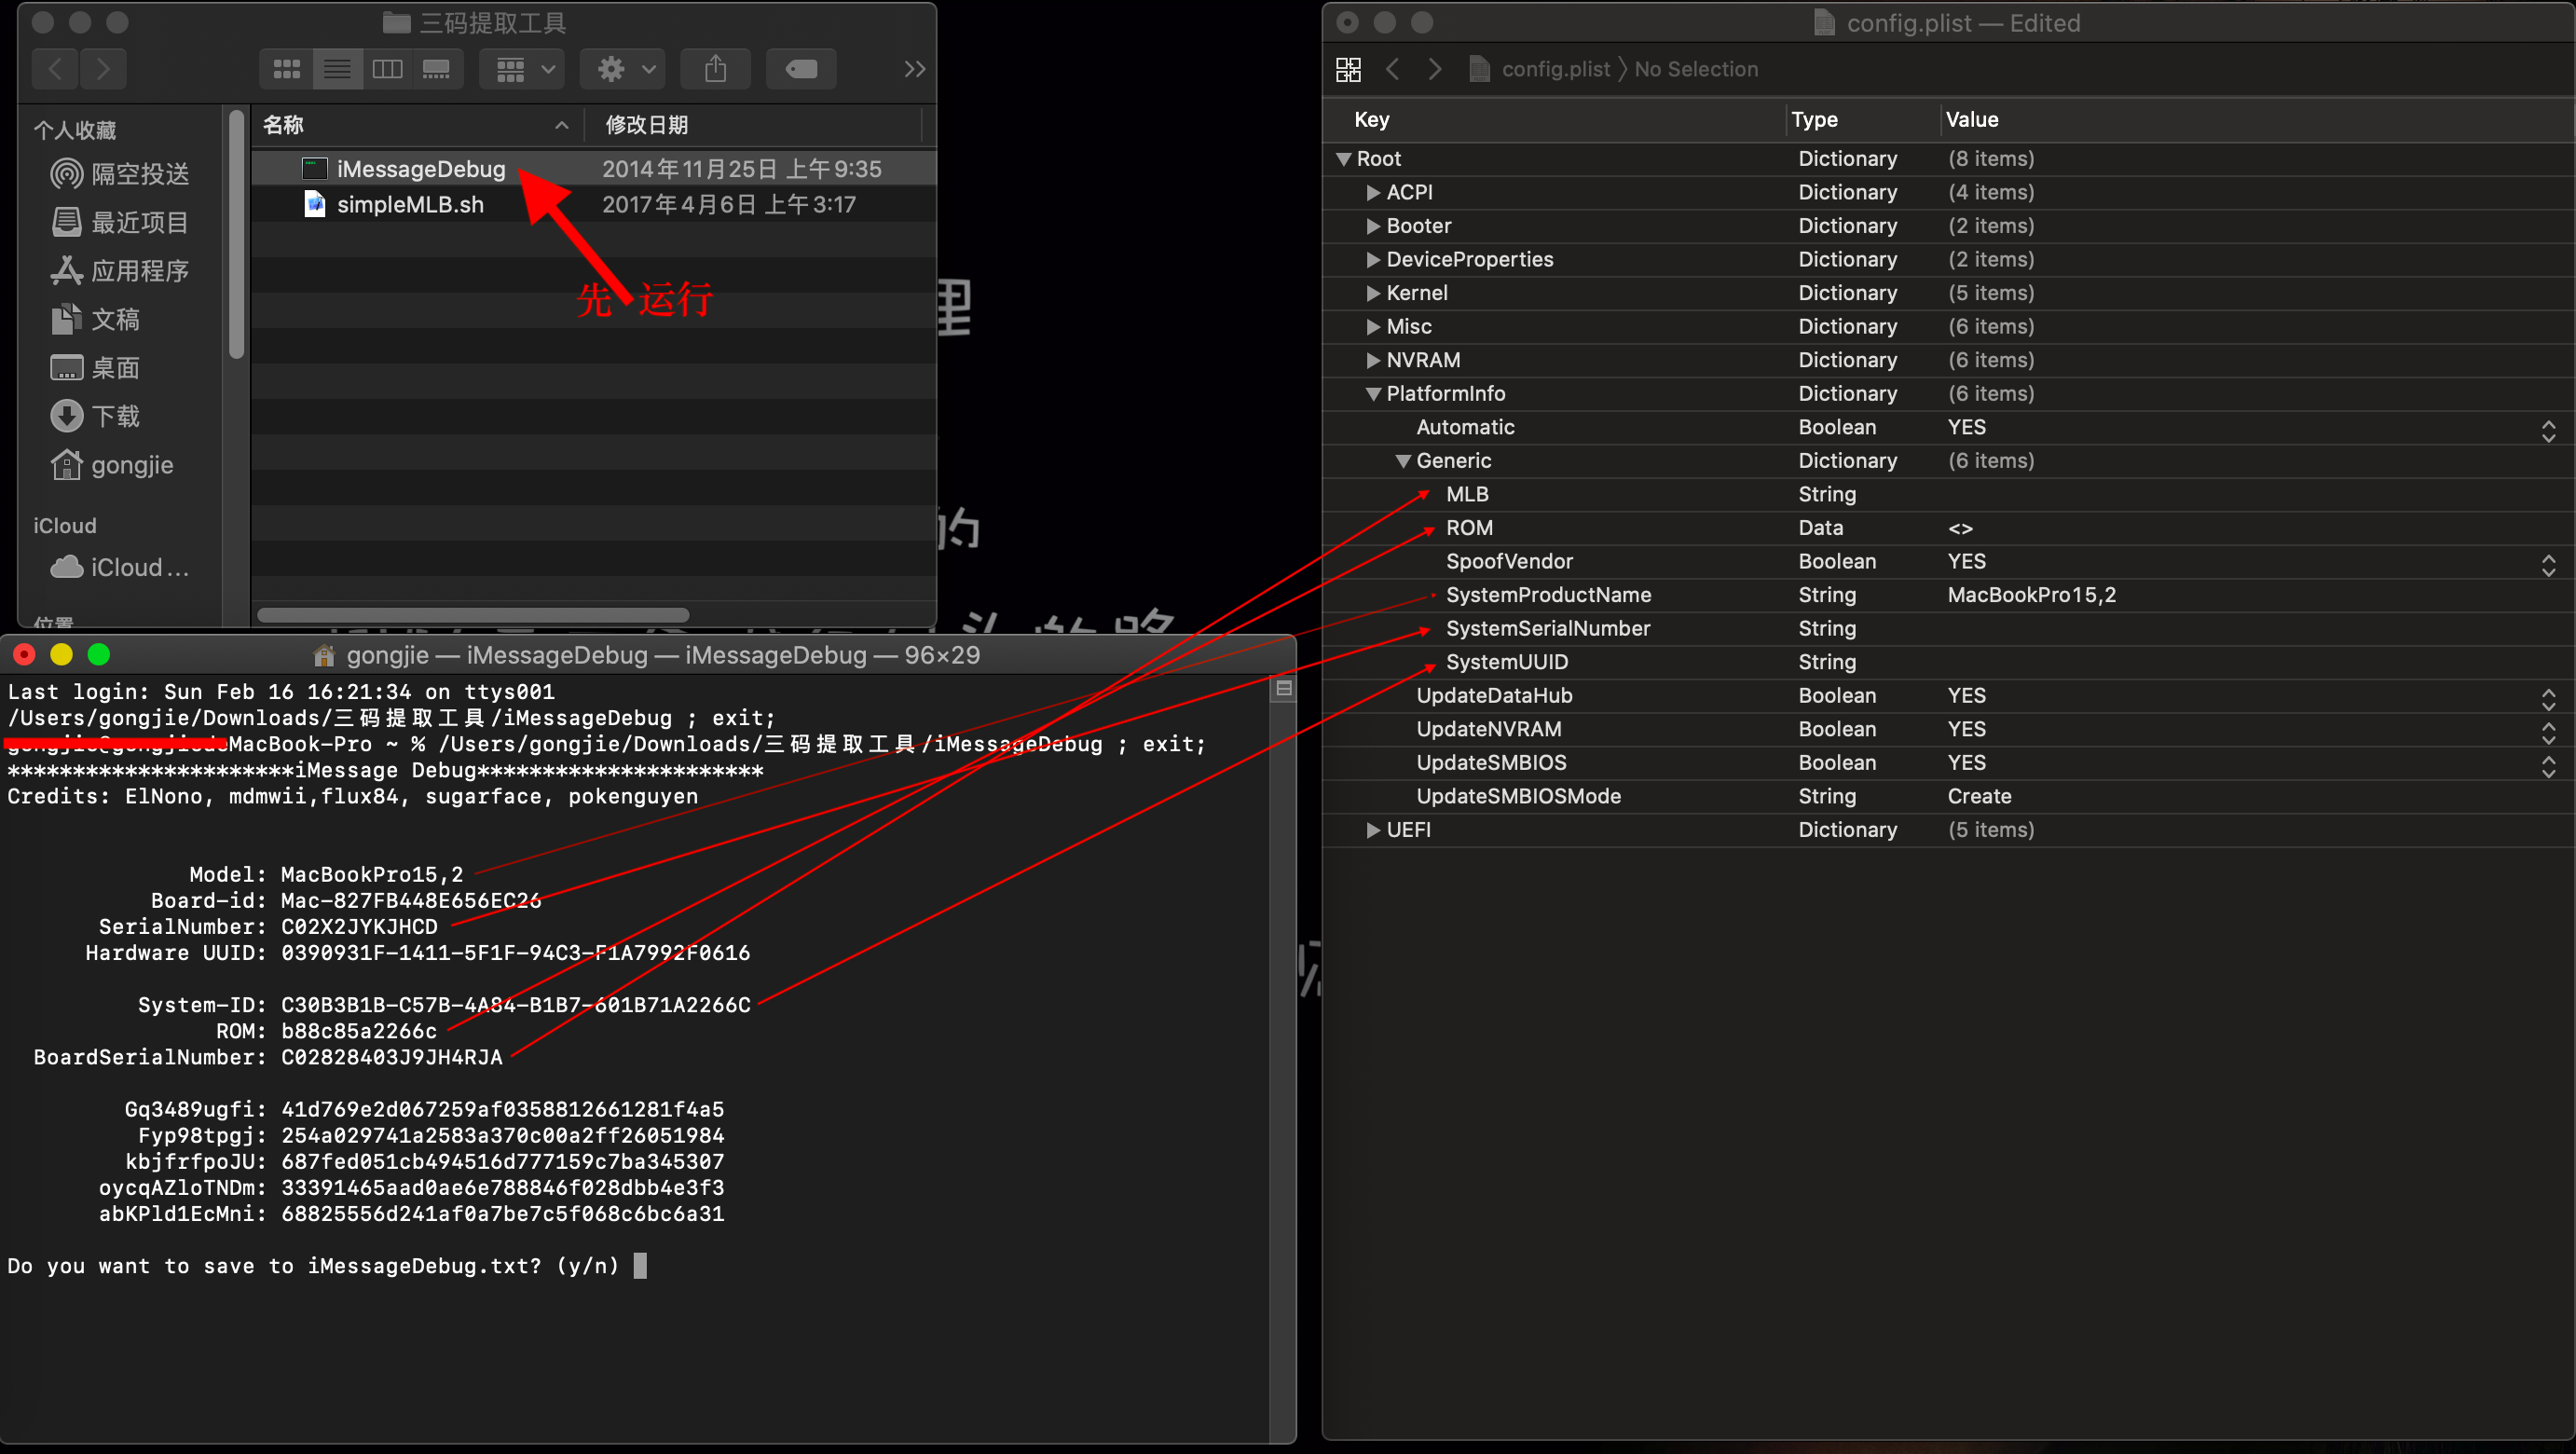 三码提取工具
个人收藏
隔空投送
最近项目
应用程序
文稿
桌面
下载
gongjie
iCloud
iCloud ...
位置
名称 修改日期
iMessageDebug 2014年11月25日 上午9:35
simpleMLB.sh 2017年4月6日 上午3:17
先 运行
理
的
头的路
gongjie — iMessageDebug — iMessageDebug — 96×29
Last login: Sun Feb 16 16:21:34 on ttys001
/Users/gongjie/Downloads/三码提取工具/iMessageDebug ; exit;
MacBook-Pro ~ % /Users/gongjie/Downloads/三码提取工具/iMessageDebug ; exit;
**********************iMessage Debug**********************
Credits: ElNono, mdmwii,flux84, sugarface, pokenguyen
Model: MacBookPro15,2
Board-id: Mac-827FB448E656EC26
SerialNumber: C02X2JYKJHCD
Hardware UUID: 0390931F-1411-5F1F-94C3-F1A7992F0616
System-ID: C30B3B1B-C57B-4A84-B1B7-601B71A2266C
ROM: b88c85a2266c
BoardSerialNumber: C02828403J9JH4RJA
Gq3489ugfi: 41d769e2d067259af0358812661281f4a5
Fyp98tpgj: 254a029741a2583a370c00a2ff26051984
kbjfrfpoJU: 687fed051cb494516d777159c7ba345307
oycqAZloTNDm: 33391465aad0ae6e788846f028dbb4e3f3
abKPld1EcMni: 68825556d241af0a7be7c5f068c6bc6a31
Do you want to save to iMessageDebug.txt? (y/n)
config.plist — Edited
config.plist 〉No Selection
Key Type Value
Root Dictionary (8 items)
ACPI Dictionary (4 items)
Booter Dictionary (2 items)
DeviceProperties Dictionary (2 items)
Kernel Dictionary (5 items)
Misc Dictionary (6 items)
NVRAM Dictionary (6 items)
PlatformInfo Dictionary (6 items)
Automatic Boolean YES
Generic Dictionary (6 items)
MLB String
ROM Data <>
SpoofVendor Boolean YES
SystemProductName String MacBookPro15,2
SystemSerialNumber String
SystemUUID String
UpdateDataHub Boolean YES
UpdateNVRAM Boolean YES
UpdateSMBIOS Boolean YES
UpdateSMBIOSMode String Create
UEFI Dictionary (5 items)